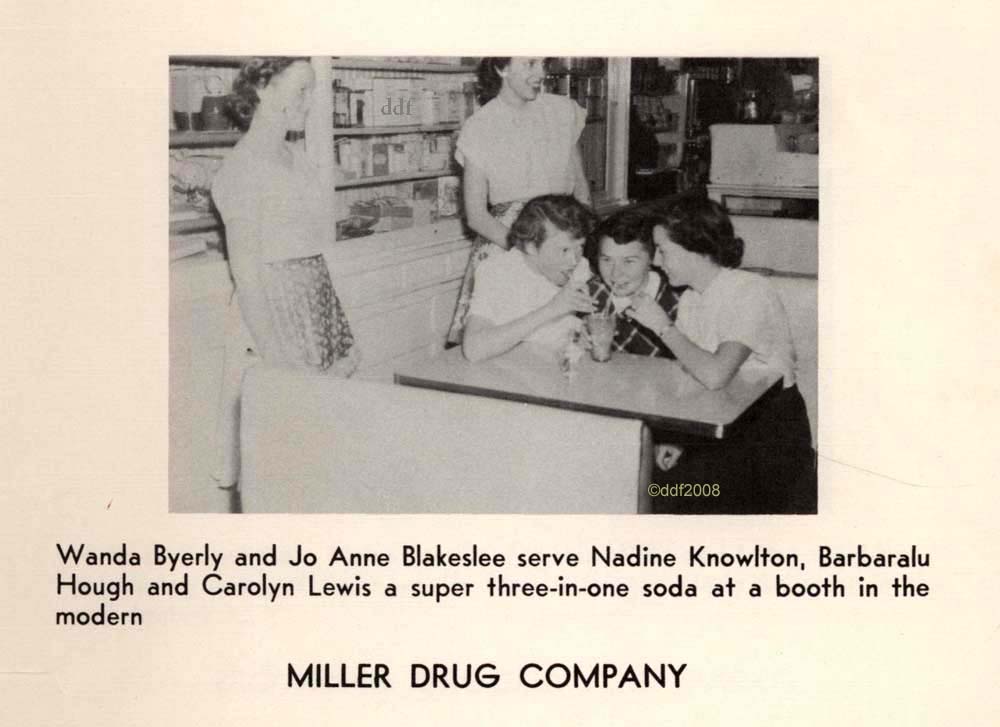 ddf
©ddf2008
Wanda Byerly and Jo Anne Blakeslee serve Nadine Knowlton, Barbaralu
Hough and Carolyn Lewis a super three-in-one soda at a booth in the
modern
MILLER DRUG COMPANY